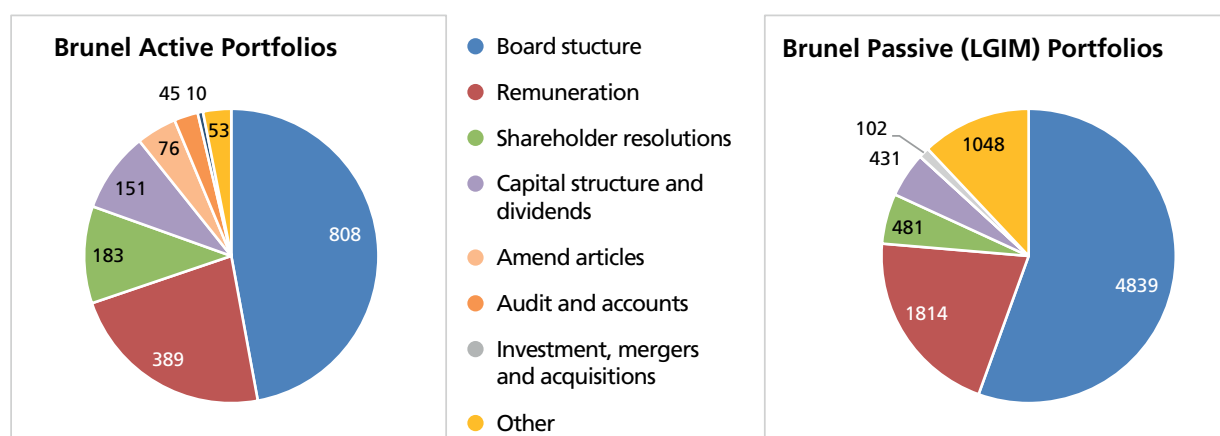 Brunel Active Portfolios
45 10
53
76
151
183
389
808
Board stucture
Remuneration
Shareholder resolutions
Capital structure and
dividends
Amend articles
Audit and accounts
Investment, mergers
and acquisitions
Other
Brunel Passive (LGIM) Portfolios
102
1048
431
481
1814
4839